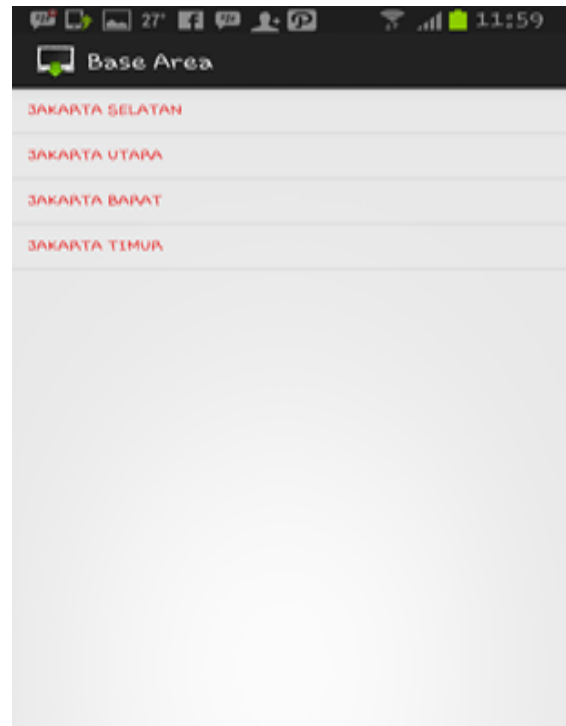 27° 11:59
Base Area
JAKARTA SELATAN
JAKARTA UTARA
JAKARTA BARAT
JAKARTA TIMUR